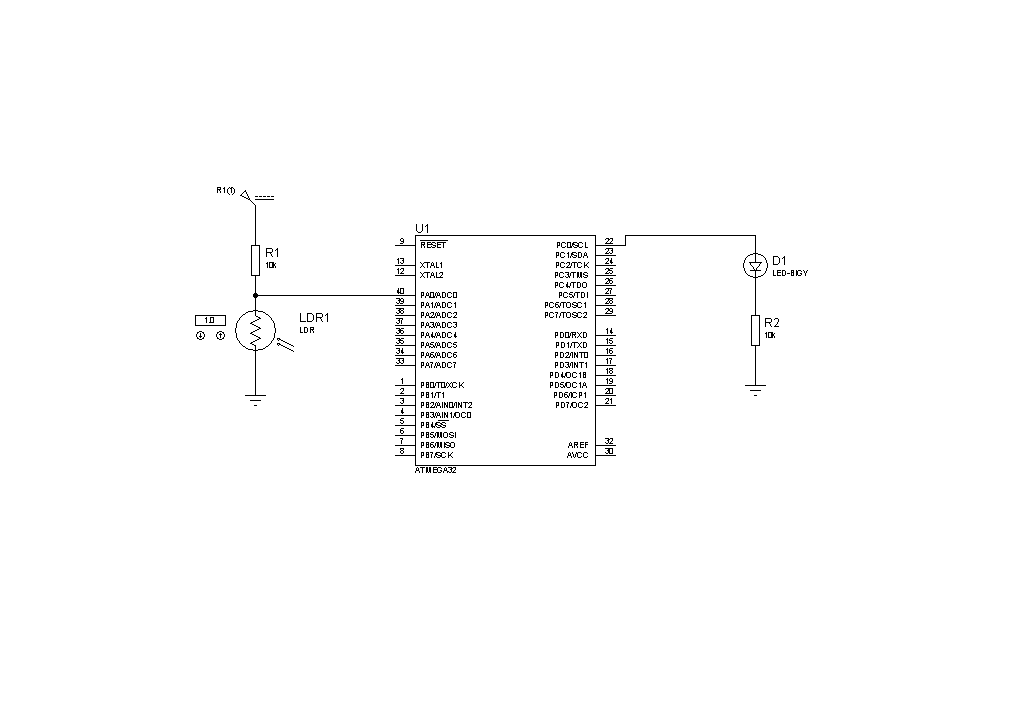 R1(1)
R1
10k
1.0
LDR1
LDR
U1
9 RESET
13 XTAL1
12 XTAL2
40 PA0/ADC0
39 PA1/ADC1
38 PA2/ADC2
37 PA3/ADC3
36 PA4/ADC4
35 PA5/ADC5
34 PA6/ADC6
33 PA7/ADC7
1 PB0/T0/XCK
2 PB1/T1
3 PB2/AIN0/INT2
4 PB3/AIN1/OC0
5 PB4/SS
6 PB5/MOSI
7 PB6/MISO
8 PB7/SCK
PC0/SCL 22
PC1/SDA 23
PC2/TCK 24
PC3/TMS 25
PC4/TDO 26
PC5/TDI 27
PC6/TOSC1 28
PC7/TOSC2 29
PD0/RXD 14
PD1/TXD 15
PD2/INT0 16
PD3/INT1 17
PD4/OC1B 18
PD5/OC1A 19
PD6/ICP1 20
PD7/OC2 21
AREF 32
AVCC 30
ATMEGA32
D1
LED-BIGY
R2
10k